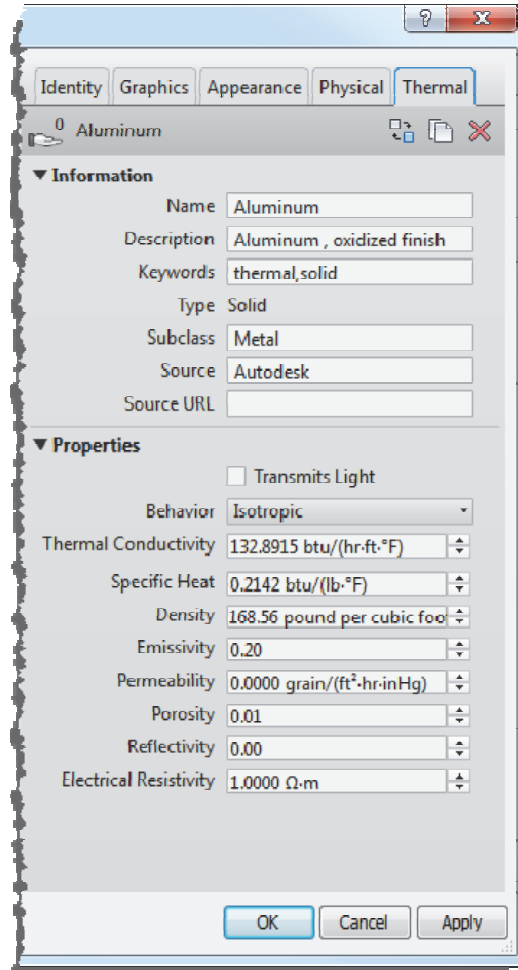 ?
Identity Graphics Appearance Physical Thermal
0 Aluminum
Information
Name Aluminum
Description Aluminum , oxidized finish
Keywords thermal,solid
Type Solid
Subclass Metal
Source Autodesk
Source URL
Properties
Transmits Light
Behavior Isotropic
Thermal Conductivity 132.8915 btu/(hr·ft·°F)
Specific Heat 0.2142 btu/(lb·°F)
Density 168.56 pound per cubic foo
Emissivity 0.20
Permeability 0.0000 grain/(ft²·hr·inHg)
Porosity 0.01
Reflectivity 0.00
Electrical Resistivity 1.0000 Ω·m
OK Cancel Apply